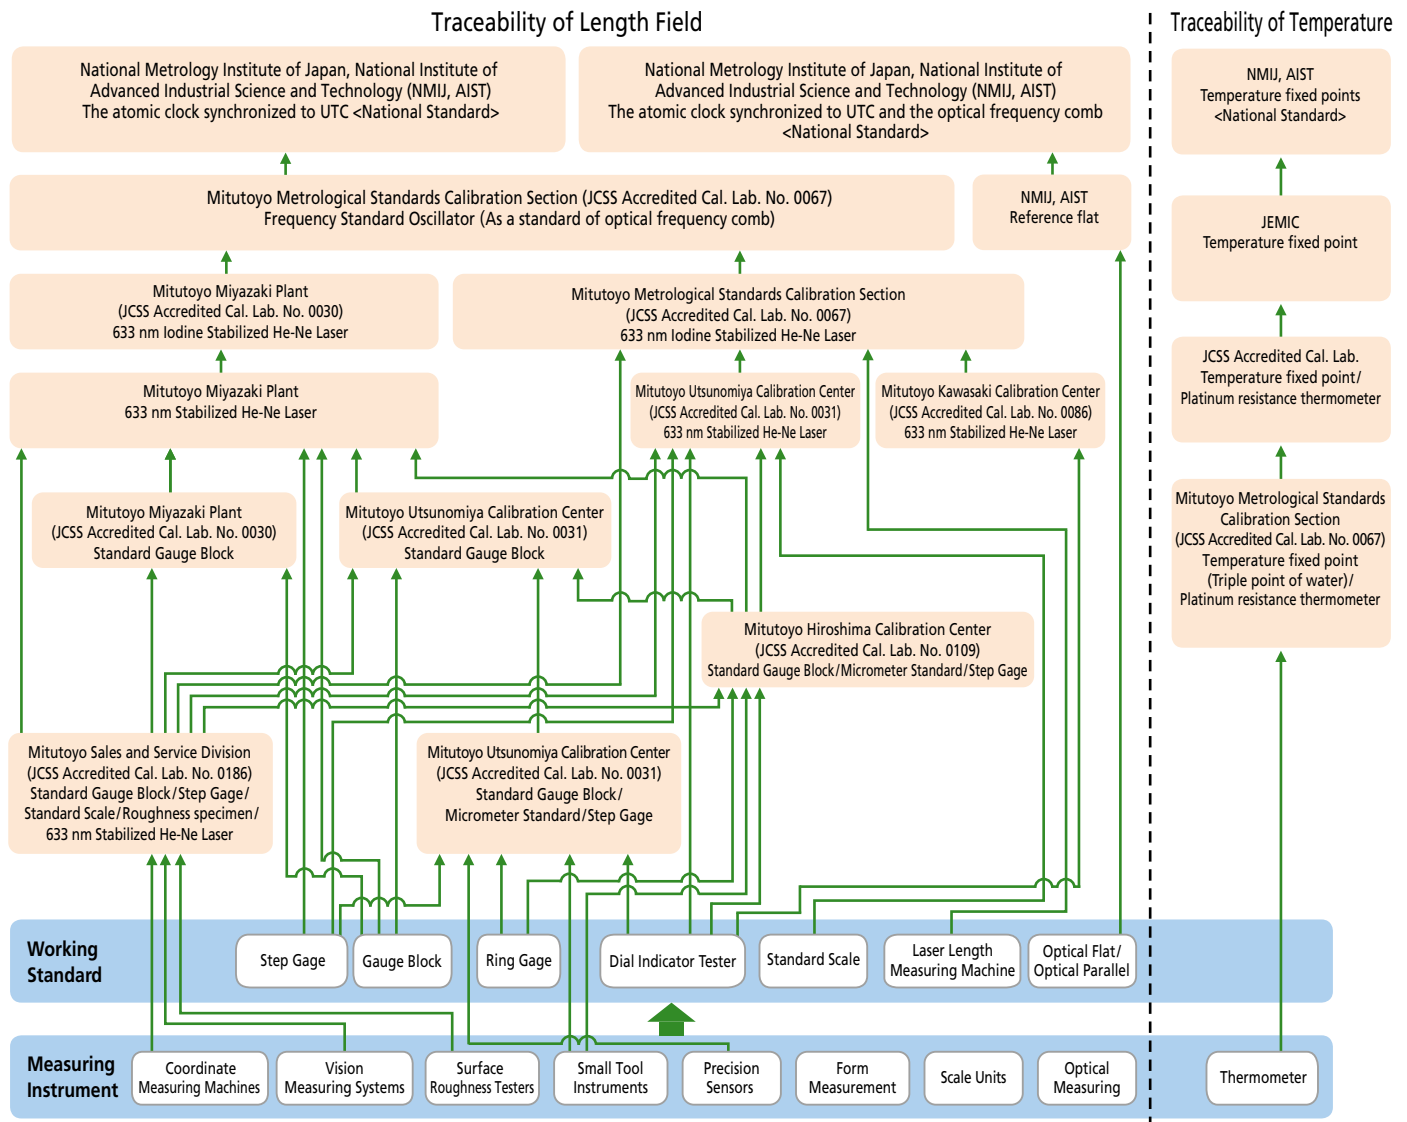 Traceability of Length Field
Traceability of Temperature
National Metrology Institute of Japan, National Institute of
Advanced Industrial Science and Technology (NMIJ, AIST)
The atomic clock synchronized to UTC <National Standard>
National Metrology Institute of Japan, National Institute of
Advanced Industrial Science and Technology (NMIJ, AIST)
The atomic clock synchronized to UTC and the optical frequency comb
<National Standard>
NMIJ, AIST
Temperature fixed points
<National Standard>
Mitutoyo Metrological Standards Calibration Section (JCSS Accredited Cal. Lab. No. 0067)
Frequency Standard Oscillator (As a standard of optical frequency comb)
NMIJ, AIST
Reference flat
JEMIC
Temperature fixed point
Mitutoyo Miyazaki Plant
(JCSS Accredited Cal. Lab. No. 0030)
633 nm Iodine Stabilized He-Ne Laser
Mitutoyo Metrological Standards Calibration Section
(JCSS Accredited Cal. Lab. No. 0067)
633 nm Iodine Stabilized He-Ne Laser
JCSS Accredited Cal. Lab.
Temperature fixed point/
Platinum resistance thermometer
Mitutoyo Miyazaki Plant
633 nm Stabilized He-Ne Laser
Mitutoyo Utsunomiya Calibration Center
(JCSS Accredited Cal. Lab. No. 0031)
633 nm Stabilized He-Ne Laser
Mitutoyo Kawasaki Calibration Center
(JCSS Accredited Cal. Lab. No. 0086)
633 nm Stabilized He-Ne Laser
Mitutoyo Miyazaki Plant
(JCSS Accredited Cal. Lab. No. 0030)
Standard Gauge Block
Mitutoyo Utsunomiya Calibration Center
(JCSS Accredited Cal. Lab. No. 0031)
Standard Gauge Block
Mitutoyo Metrological Standards
Calibration Section
(JCSS Accredited Cal. Lab. No. 0067)
Temperature fixed point
(Triple point of water)/
Platinum resistance thermometer
Mitutoyo Hiroshima Calibration Center
(JCSS Accredited Cal. Lab. No. 0109)
Standard Gauge Block/Micrometer Standard/Step Gage
Mitutoyo Sales and Service Division
(JCSS Accredited Cal. Lab. No. 0186)
Standard Gauge Block/Step Gage/
Standard Scale/Roughness specimen/
633 nm Stabilized He-Ne Laser
Mitutoyo Utsunomiya Calibration Center
(JCSS Accredited Cal. Lab. No. 0031)
Standard Gauge Block/
Micrometer Standard/Step Gage
Working
Standard
Step Gage
Gauge Block
Ring Gage
Dial Indicator Tester
Standard Scale
Laser Length
Measuring Machine
Optical Flat/
Optical Parallel
Measuring
Instrument
Coordinate
Measuring Machines
Vision
Measuring Systems
Surface
Roughness Testers
Small Tool
Instruments
Precision
Sensors
Form
Measurement
Scale Units
Optical
Measuring
Thermometer